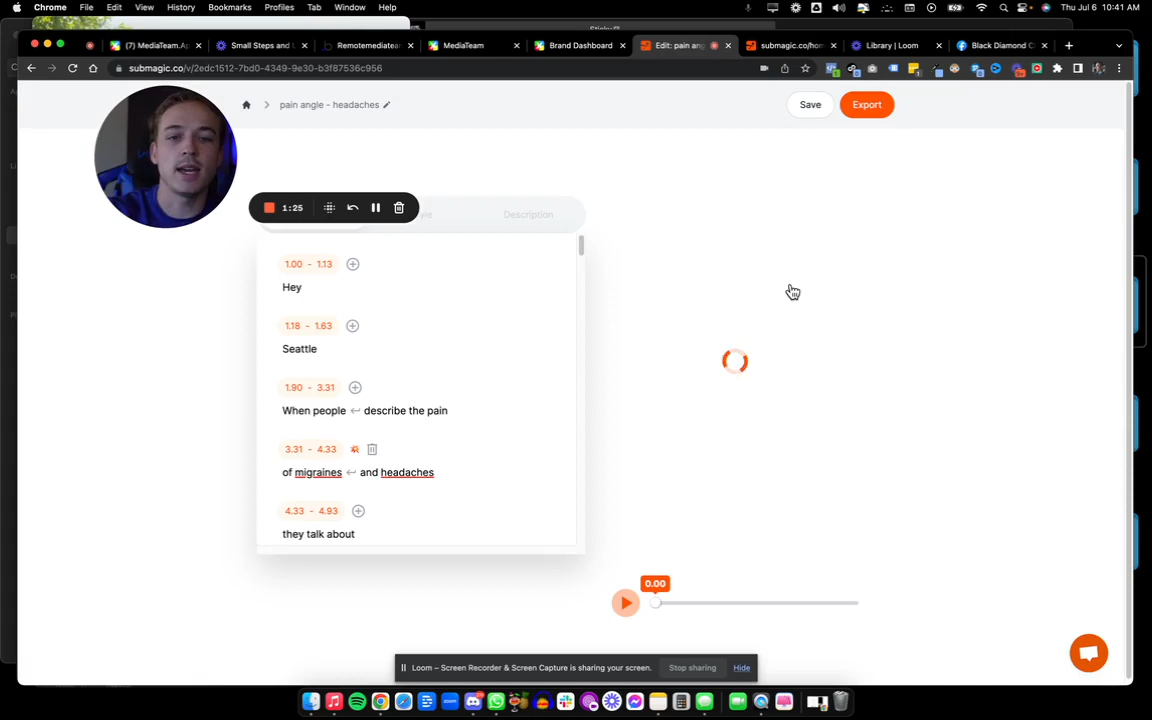 Chrome File Edit View History Bookmarks Profiles Tab Window Help Thu Jul 6 10:41 AM
(7) MediaTeam.Ap Small Steps and L Remotemediatea MediaTeam Brand Dashboard Edit: pain ang submagic.co/hom Library | Loom Black Diamond C
submagic.co/v/2edc1512-7bd0-4349-9e30-b3f87536c956
pain angle - headaches
Save
Export
1:25
yle
Description
1.00 - 1.13
Hey
1.18 - 1.63
Seattle
1.90 - 3.31
When people describe the pain
3.31 - 4.33
of migraines and headaches
4.33 - 4.93
they talk about
0.00
Loom – Screen Recorder & Screen Capture is sharing your screen. Stop sharing Hide